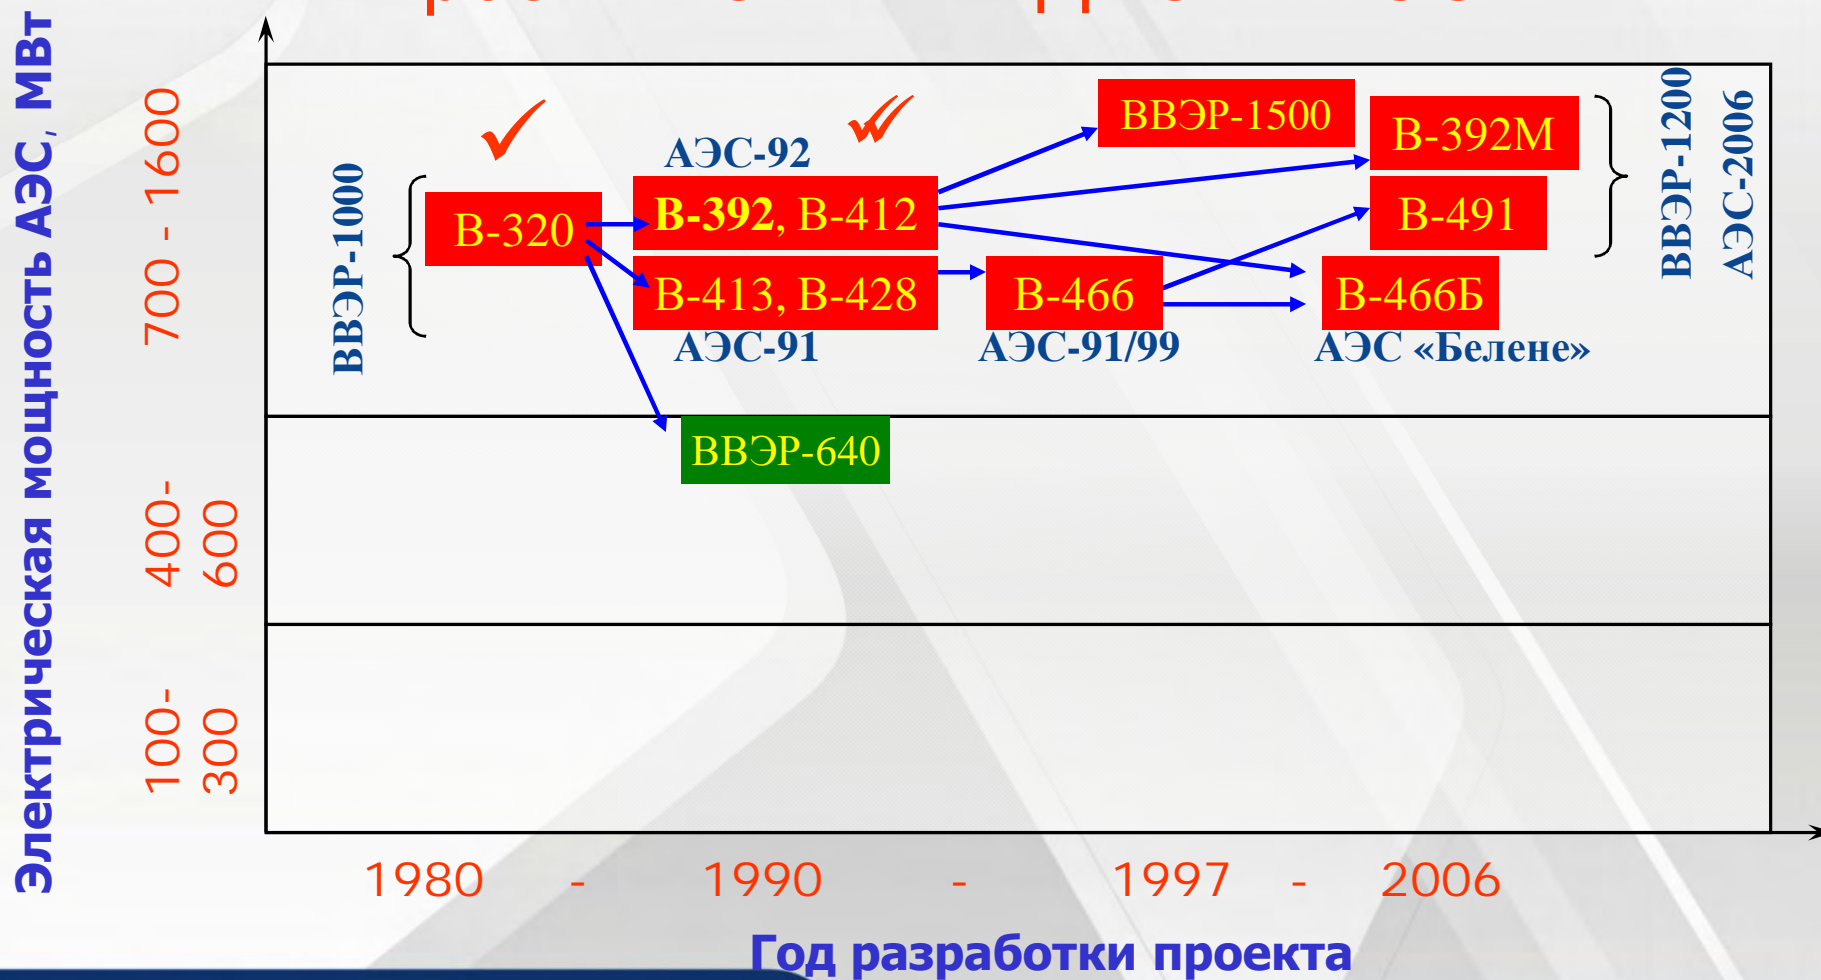 Электрическая мощность АЭС, МВт
700 - 1600
400-
600
100-
300
ВВЭР-1000
В-320
АЭС-92
В-392, В-412
В-413, В-428
АЭС-91
ВВЭР-640
В-466
АЭС-91/99
ВВЭР-1500
В-392М
В-491
В-466Б
АЭС «Белене»
ВВЭР-1200
АЭС-2006
1980 - 1990 - 1997 - 2006
Год разработки проекта